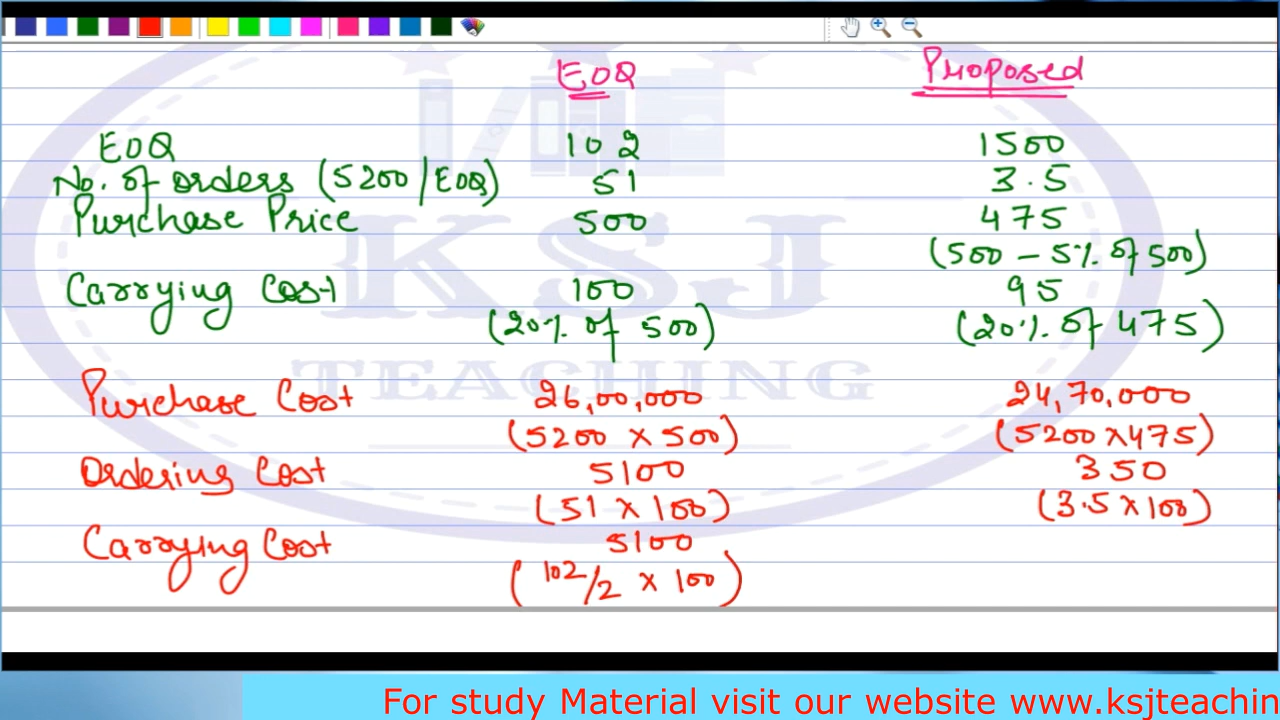 EOQ Proposed
EOQ 102 1500
No. of orders (5200/EOQ) 51 3.5
Purchase Price 500 475
(500 - 5% of 500)
Carrying Cost 100 95
(20% of 500) (20% of 475)
Purchase Cost 26,00,000 24,70,000
(5200 x 500) (5200 x 475)
Ordering Cost 5100 350
(51 x 100) (3.5 x 100)
Carrying Cost 5100
(102/2 x 100)
KSJ
TEACHING
For study Material visit our website www.ksjteachin